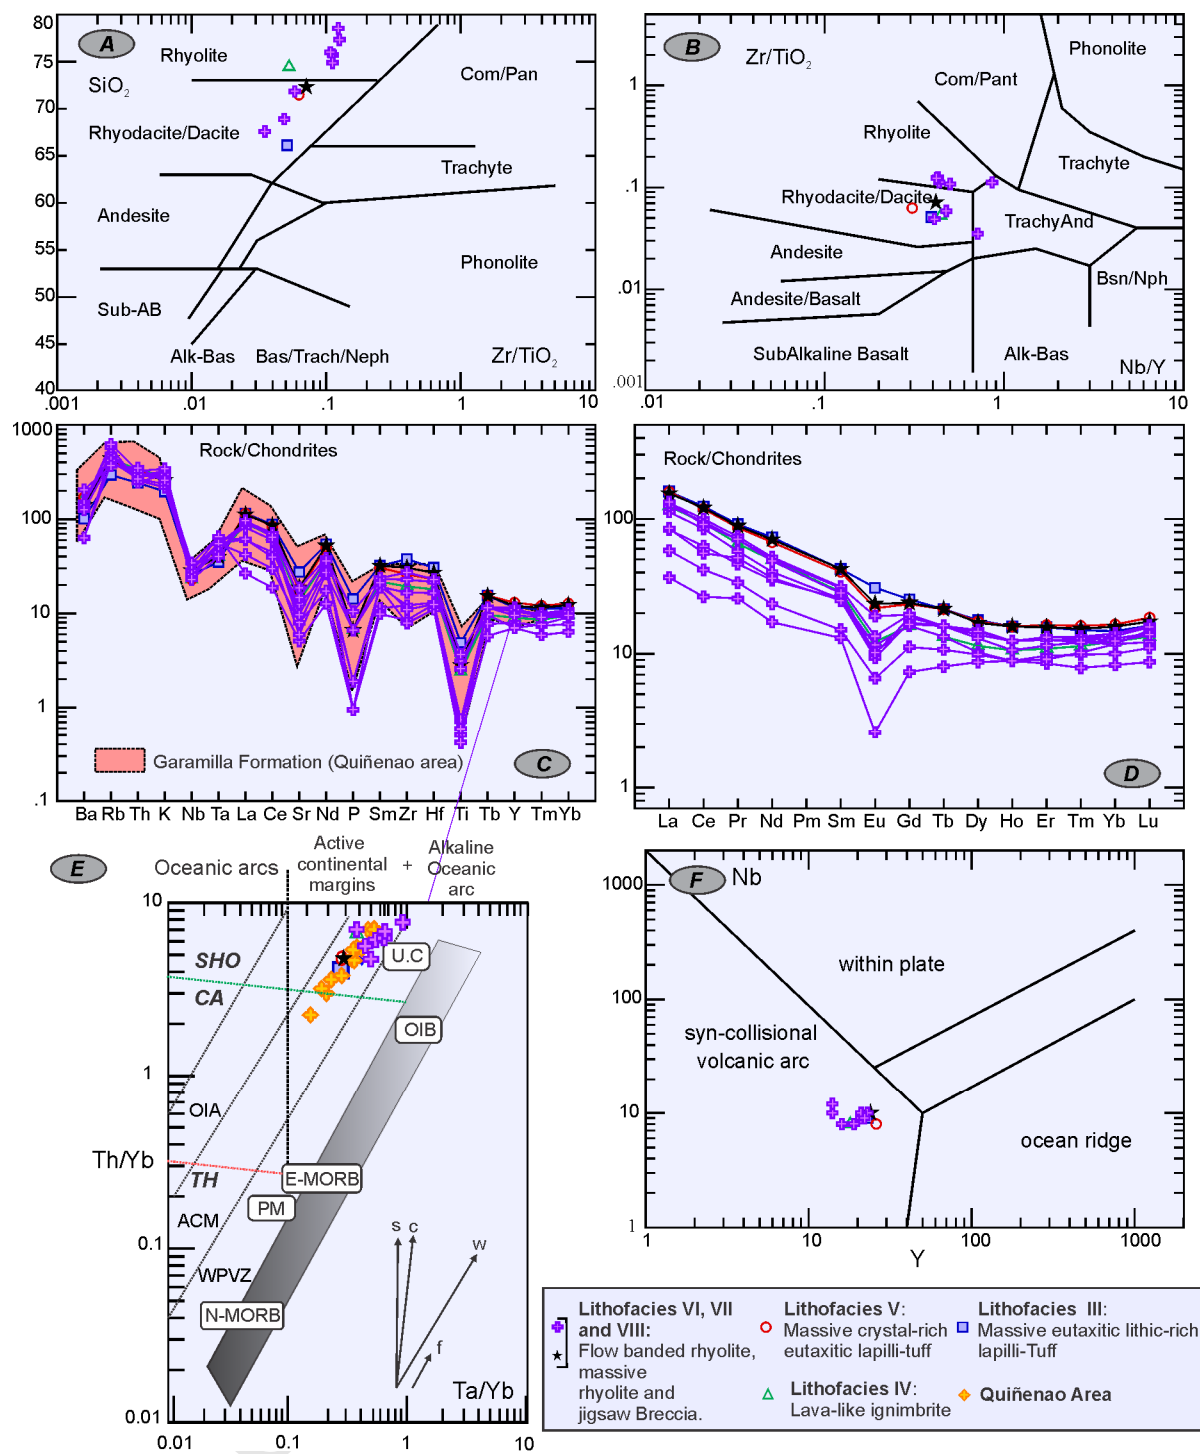 A
SiO2
Rhyolite
Com/Pan
Rhyodacite/Dacite
Trachyte
Andesite
Phonolite
Sub-AB
Alk-Bas
Bas/Trach/Neph
Zr/TiO2
80
75
70
65
60
55
50
45
40
.001
.01
0.1
1
10
B
Zr/TiO2
Phonolite
Com/Pant
Rhyolite
Trachyte
Rhyodacite/Dacite
TrachyAnd
Andesite
Bsn/Nph
Andesite/Basalt
SubAlkaline Basalt
Alk-Bas
Nb/Y
1
0.1
.01
.001
.01
0.1
1
10
Rock/Chondrites
1000
100
10
1
.1
Garamilla Formation (Quiñenao area)
C
Ba Rb Th K Nb Ta La Ce Sr Nd P Sm Zr Hf Ti Tb Y Tm Yb
Rock/Chondrites
100
10
1
D
La Ce Pr Nd Pm Sm Eu Gd Tb Dy Ho Er Tm Yb Lu
E
Oceanic arcs
Active continental margins
+
Alkaline Oceanic arc
10
1
0.1
0.01
Th/Yb
SHO
CA
U.C
OIB
OIA
TH
E-MORB
PM
ACM
WPVZ
N-MORB
s
c
w
f
Ta/Yb
0.01
0.1
1
10
F
Nb
1000
100
10
1
within plate
syn-collisional
volcanic arc
ocean ridge
1
10
100
1000
Y
Lithofacies VI, VII
and VIII:
Flow banded rhyolite,
massive
rhyolite and
jigsaw Breccia.
Lithofacies V:
Massive crystal-rich
eutaxitic lapilli-tuff
Lithofacies III:
Massive eutaxitic lithic-rich
lapilli-Tuff
Lithofacies IV:
Lava-like ignimbrite
Quiñenao Area